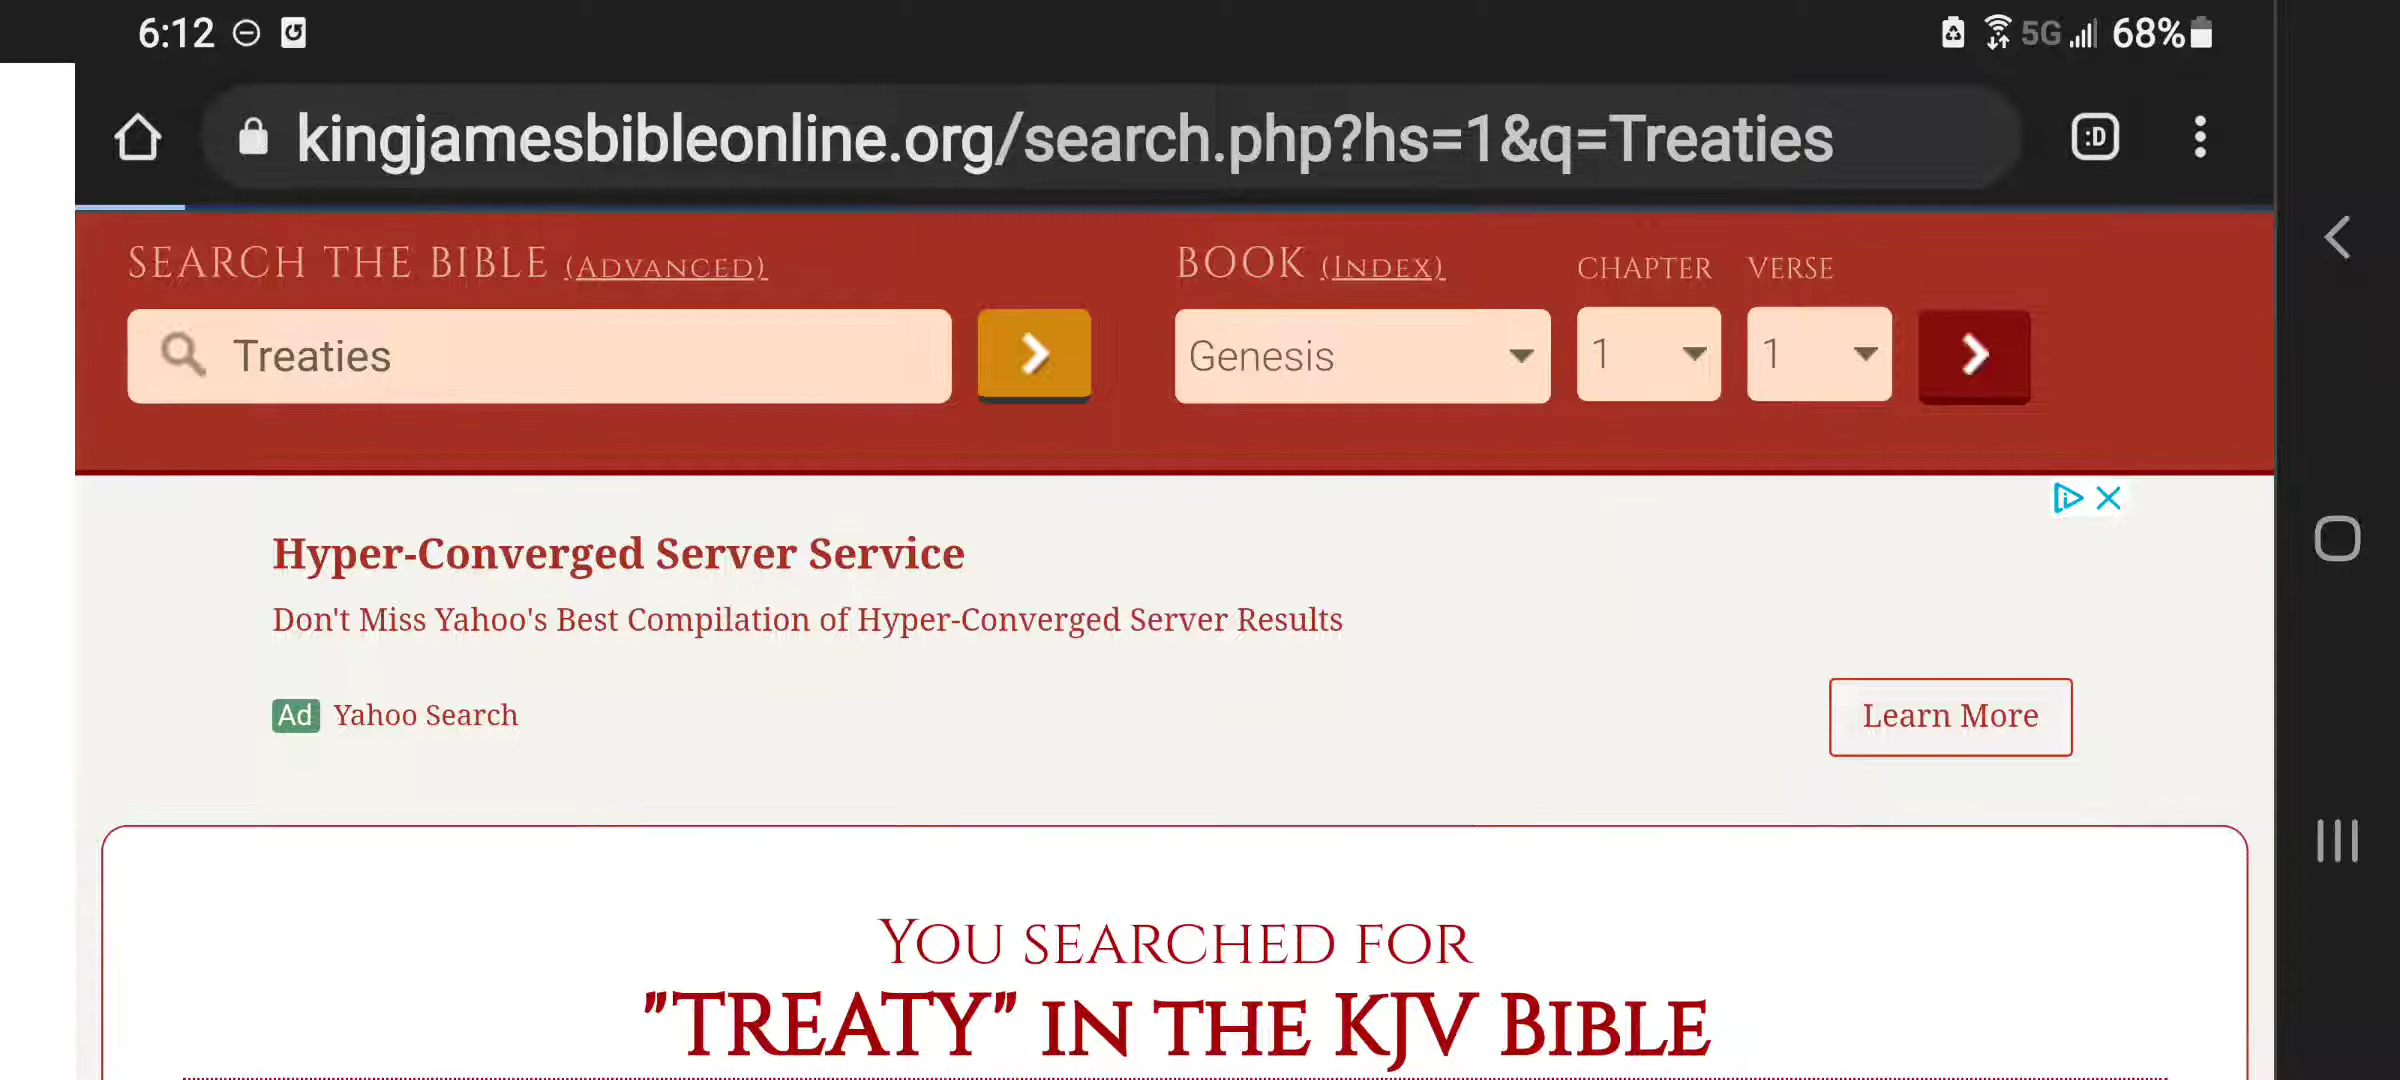 6:12 5G 68%
kingjamesbibleonline.org/search.php?hs=1&q=Treaties :D
SEARCH THE BIBLE (ADVANCED) BOOK (INDEX) CHAPTER VERSE
Treaties Genesis 1 1
Hyper-Converged Server Service
Don't Miss Yahoo's Best Compilation of Hyper-Converged Server Results
Ad Yahoo Search Learn More
YOU SEARCHED FOR
"TREATY" IN THE KJV BIBLE